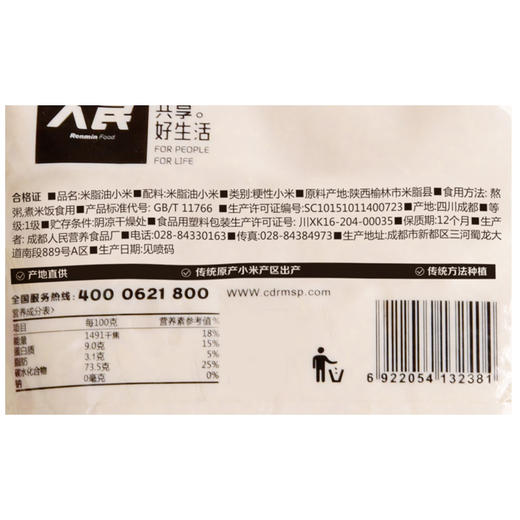 人民
Renmin Food
共享。
好生活
FOR PEOPLE
FOR LIFE
合格证 ■品名:米脂油小米■配料:米脂油小米■类别:粳性小米■原料产地:陕西榆林市米脂县■食用方法:熬
粥,煮米饭食用■产品标准代号: GB/T 11766 ■生产许可证编号:SC10151011400723■产地:四川成都■等
级:1级■贮存条件:阴凉干燥处■食品用塑料包装生产许可证号: 川XK16-204-00035■保质期:12个月■生产
者: 成都人民营养食品厂■电话:028-84330163■传真:028-84384973■生产地址:成都市新都区三河蜀龙大
道南段889号A区■生产日期:见喷码
✓产地直供
✓传统原产小米产区出产
✓传统方法种植
全国服务热线: 400 0621 800
www.cdrmsp.com
营养成分表>
项目 每100克 营养素参考值 %
能量 1491千焦 18%
蛋白质 9.0克 15%
脂肪 3.1克 5%
碳水化合物 73.5克 25%
钠 0毫克 0%
6 922054 132381